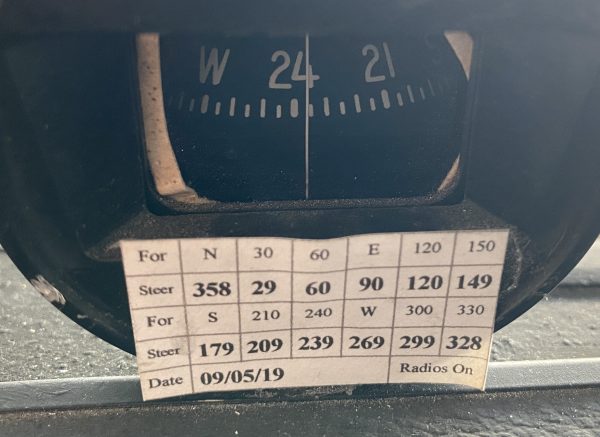 W 24 21
For N 30 60 E 120 150
Steer 358 29 60 90 120 149
For S 210 240 W 300 330
Steer 179 209 239 269 299 328
Date 09/05/19 Radios On